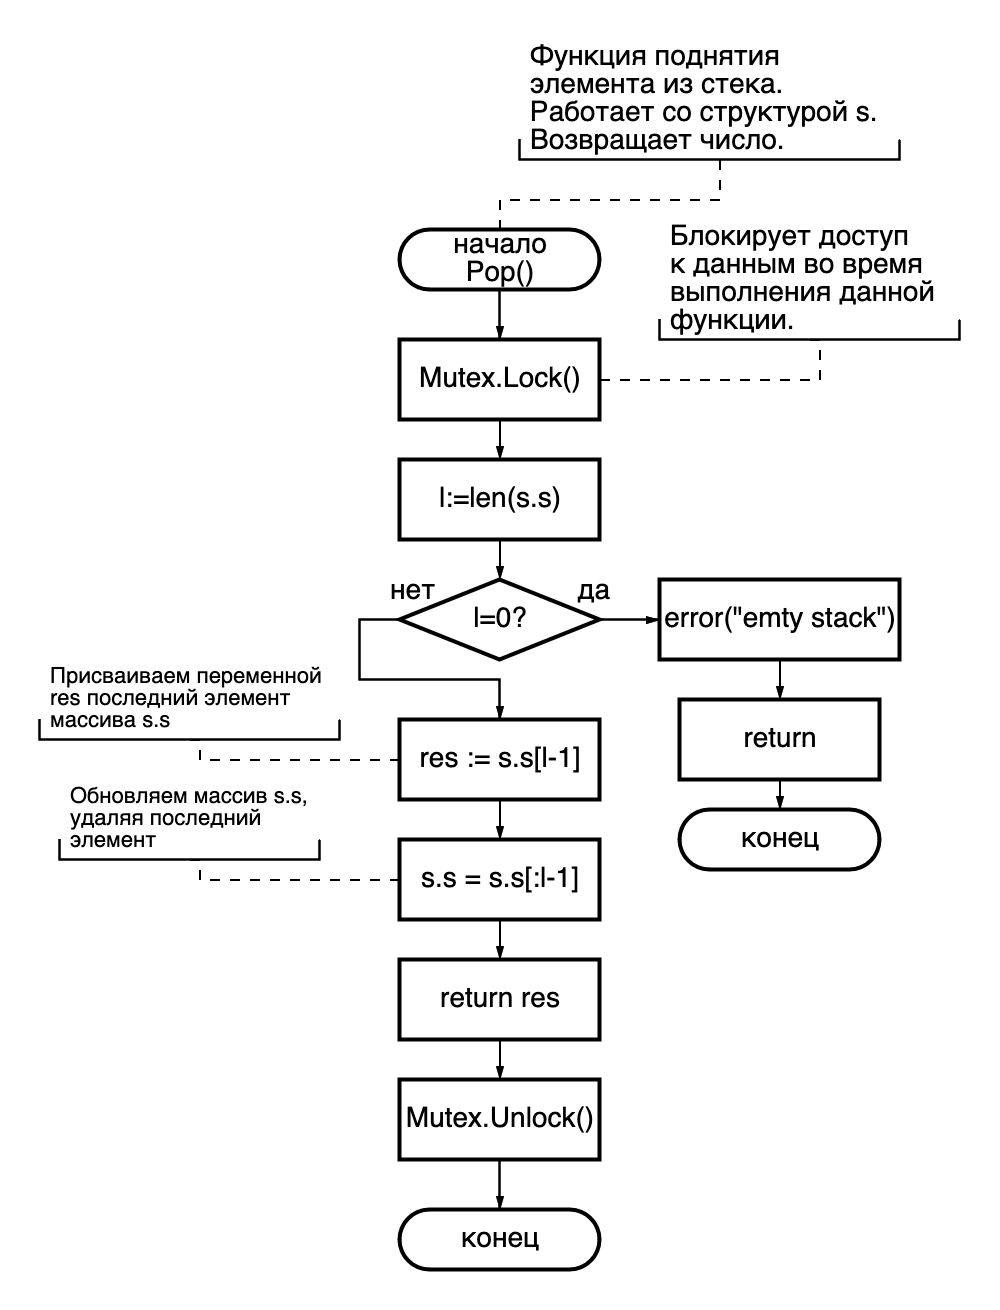 Функция поднятия
элемента из стека.
Работает со структурой s.
Возвращает число.
начало
Pop()
Блокирует доступ
к данным во время
выполнения данной
функции.
Mutex.Lock()
l:=len(s.s)
нет
да
l=0?
error("emty stack")
Присваиваем переменной
res последний элемент
массива s.s
return
res := s.s[l-1]
Обновляем массив s.s,
удаляя последний
элемент
конец
s.s = s.s[:l-1]
return res
Mutex.Unlock()
конец